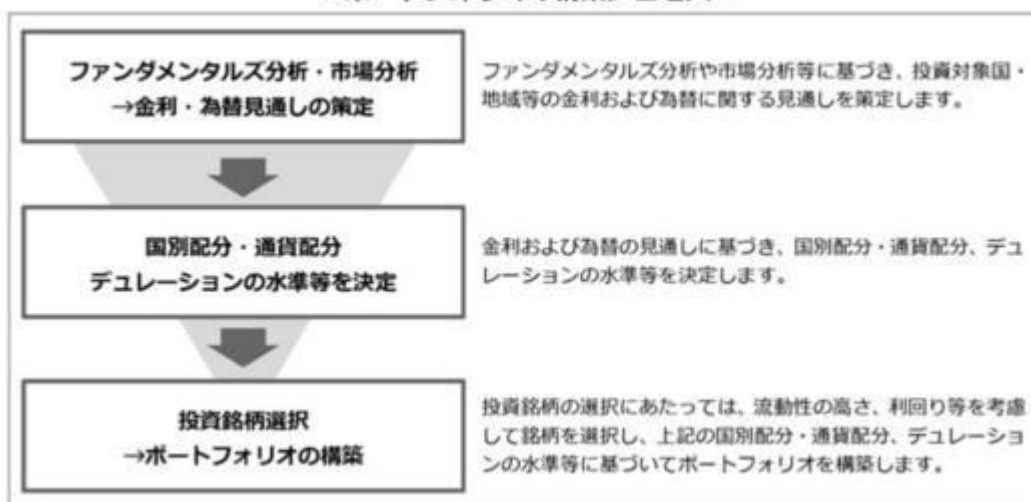 ファンダメンタルズ分析・市場分析
→金利・為替見通しの策定
ファンダメンタルズ分析や市場分析等に基づき、投資対象国・
地域等の金利および為替に関する見通しを策定します。
国別配分・通貨配分
デュレーションの水準等を決定
金利および為替の見通しに基づき、国別配分・通貨配分、デュ
レーションの水準等を決定します。
投資銘柄選択
→ポートフォリオの構築
投資銘柄の選択にあたっては、流動性の高さ、利回り等を考慮
して銘柄を選択し、上記の国別配分・通貨配分、デュレーショ
ンの水準等に基づいてポートフォリオを構築します。